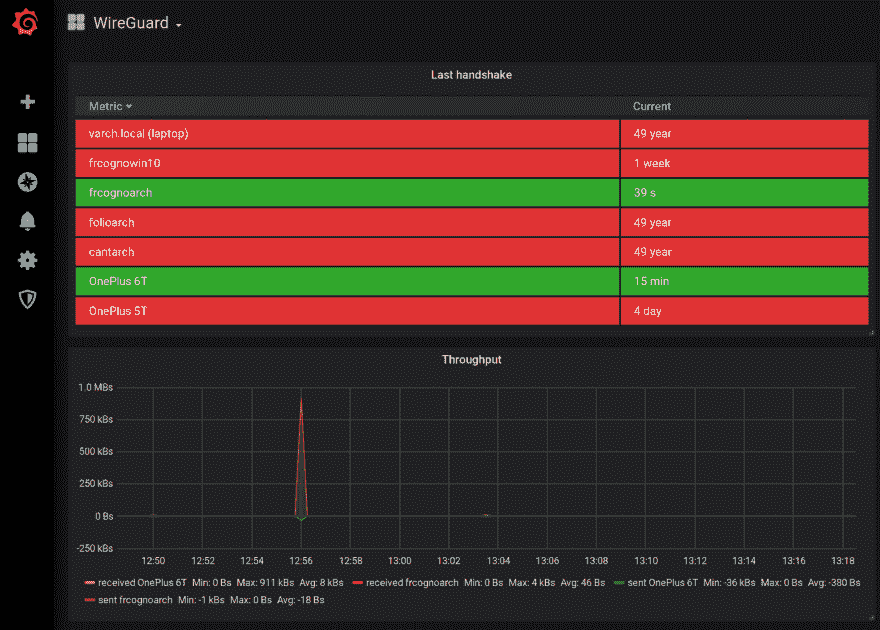 WireGuard
Last handshake
Metric Current
varch.local (laptop) 49 year
frcognowin10 1 week
frcognoarch 39 s
folioarch 49 year
cantarch 49 year
OnePlus 6T 15 min
OnePlus 5T 4 day
Throughput
1.0 MBs
750 kBs
500 kBs
250 kBs
0 Bs
-250 kBs
12:50 12:52 12:54 12:56 12:58 13:00 13:02 13:04 13:06 13:08 13:10 13:12 13:14 13:16 13:18
received OnePlus 6T Min: 0 Bs Max: 911 kBs Avg: 8 kBs received frcognoarch Min: 0 Bs Max: 4 kBs Avg: 46 Bs sent OnePlus 6T Min: -36 kBs Max: 0 Bs Avg: -380 Bs
sent frcognoarch Min: -1 kBs Max: 0 Bs Avg: -18 Bs